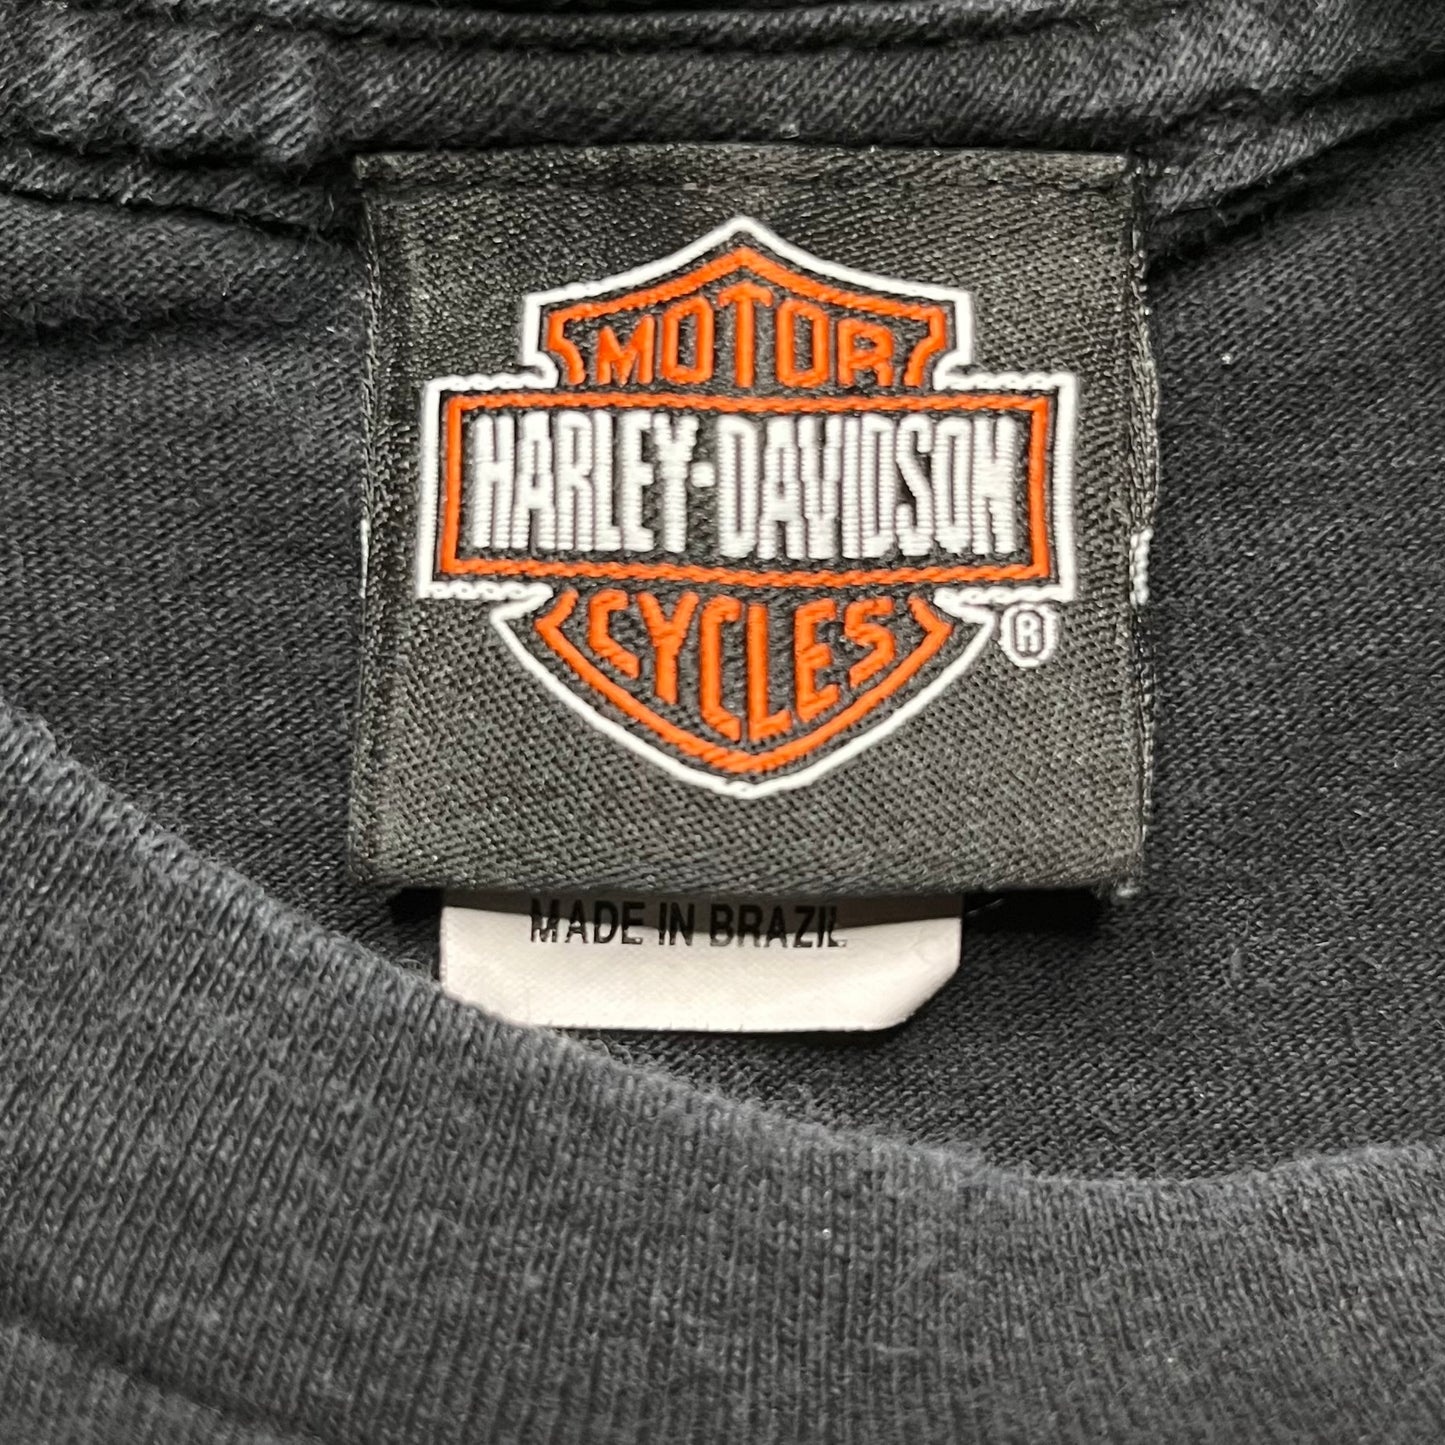 MOTOR
HARLEY-DAVIDSON
CYCLES ®
MADE IN BRAZIL